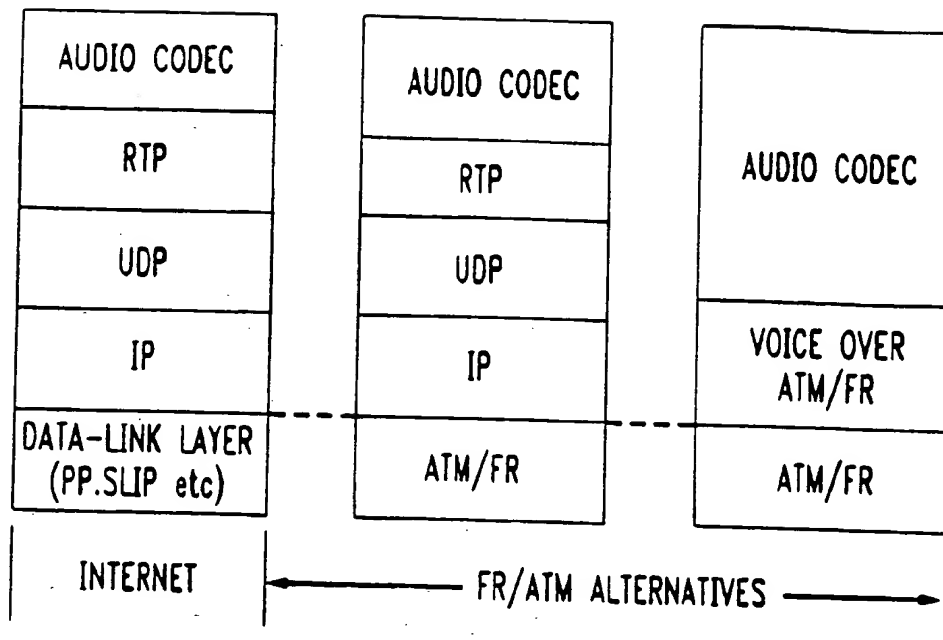 AUDIO CODEC
RTP
UDP
IP
DATA-LINK LAYER
(PP.SLIP etc)
INTERNET
AUDIO CODEC
RTP
UDP
IP
ATM/FR
AUDIO CODEC
VOICE OVER
ATM/FR
ATM/FR
FR/ATM ALTERNATIVES